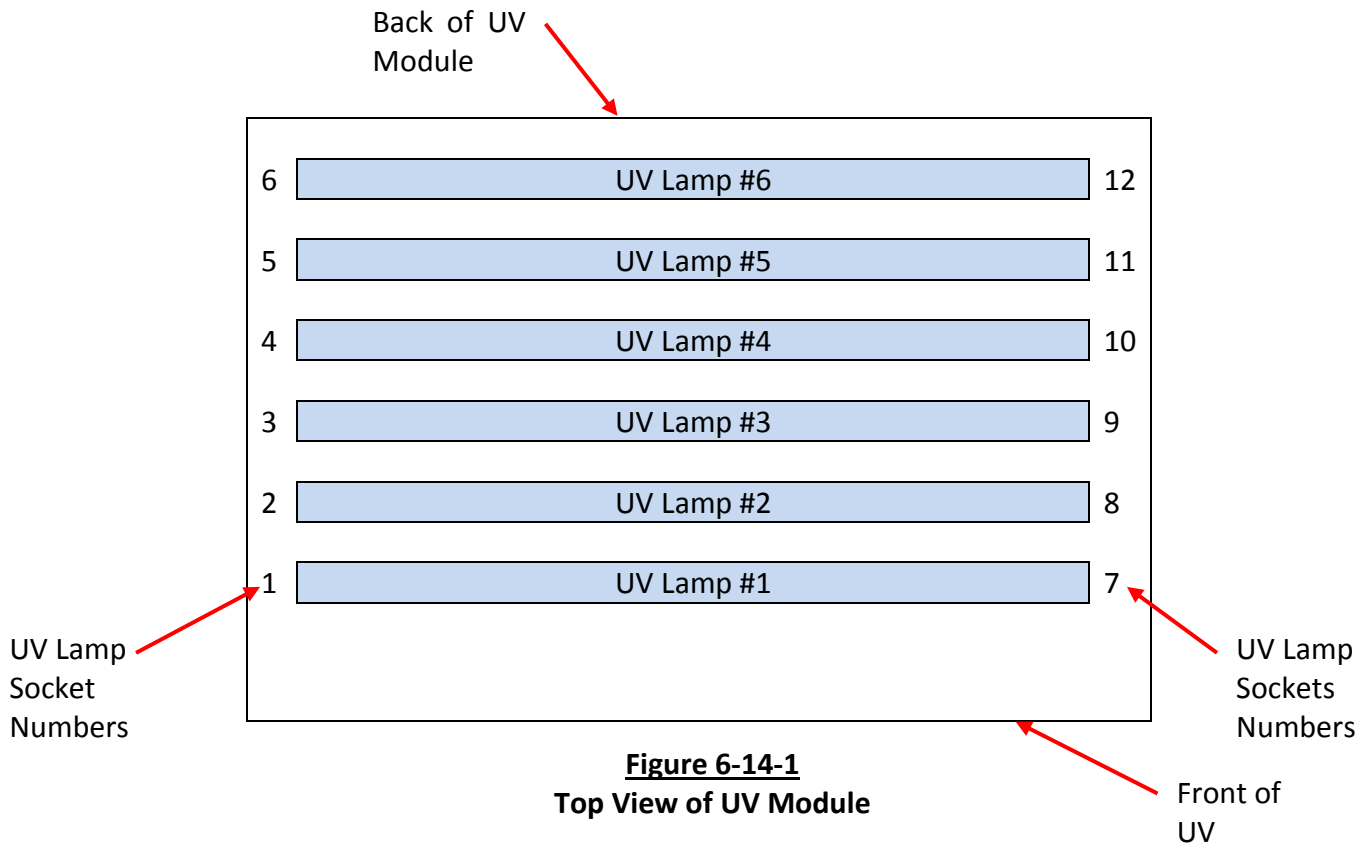 Back of UV
Module
6 UV Lamp #6 12
5 UV Lamp #5 11
4 UV Lamp #4 10
3 UV Lamp #3 9
2 UV Lamp #2 8
1 UV Lamp #1 7
UV Lamp
Socket
Numbers
UV Lamp
Sockets
Numbers
Figure 6-14-1
Top View of UV Module
Front of
UV